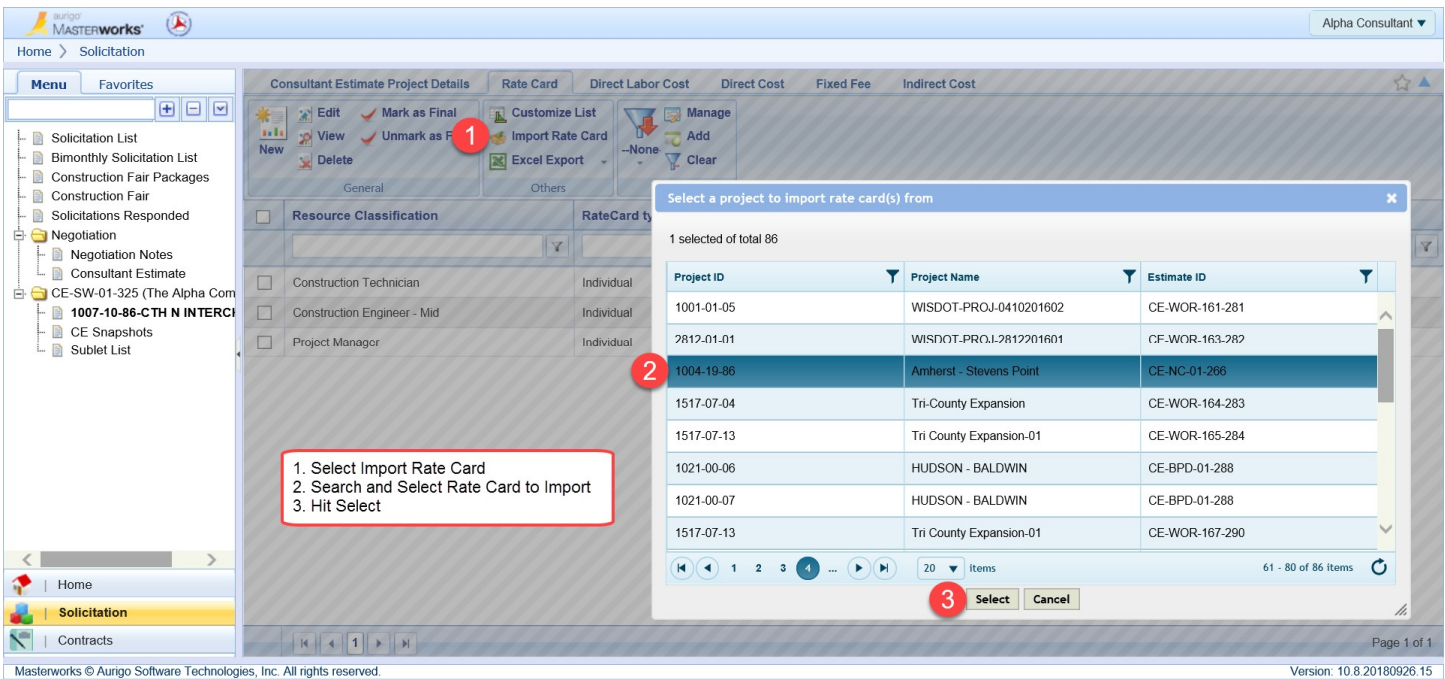 aurigo
MASTERworks
Alpha Consultant ▼
Home > Solicitation
Menu Favorites
Consultant Estimate Project Details Rate Card Direct Labor Cost Direct Cost Fixed Fee Indirect Cost
New
Edit Mark as Final
View Unmark as F
Delete
General
1
Customize List
Import Rate Card
Excel Export
Others
--None-
Manage
Add
Clear
Solicitation List
Bimonthly Solicitation List
Construction Fair Packages
Construction Fair
Solicitations Responded
Negotiation
Negotiation Notes
Consultant Estimate
CE-SW-01-325 (The Alpha Com
1007-10-86-CTH N INTERCH
CE Snapshots
Sublet List
Resource Classification RateCard ty
Construction Technician Individual
Construction Engineer - Mid Individual
Project Manager Individual
Select a project to import rate card(s) from
1 selected of total 86
Project ID Project Name Estimate ID
1001-01-05 WISDOT-PROJ-0410201602 CE-WOR-161-281
2812-01-01 WISDOT-PROJ-2812201601 CE-WOR-163-282
2
1004-19-86 Amherst - Stevens Point CE-NC-01-266
1517-07-04 Tri-County Expansion CE-WOR-164-283
1517-07-13 Tri County Expansion-01 CE-WOR-165-284
1021-00-06 HUDSON - BALDWIN CE-BPD-01-288
1021-00-07 HUDSON - BALDWIN CE-BPD-01-288
1517-07-13 Tri County Expansion-01 CE-WOR-167-290
1 2 3 4 ... 20 ▼ items 61 - 80 of 86 items
3
Select Cancel
1. Select Import Rate Card
2. Search and Select Rate Card to Import
3. Hit Select
Home
Solicitation
Contracts
1
Page 1 of 1
Masterworks © Aurigo Software Technologies, Inc. All rights reserved.
Version: 10.8.20180926.15